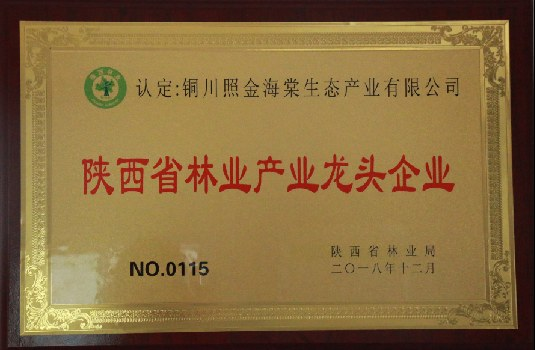 认定:铜川照金海棠生态产业有限公司
陕西省林业产业龙头企业
NO.0115
陕西省林业局
二〇一八年十二月